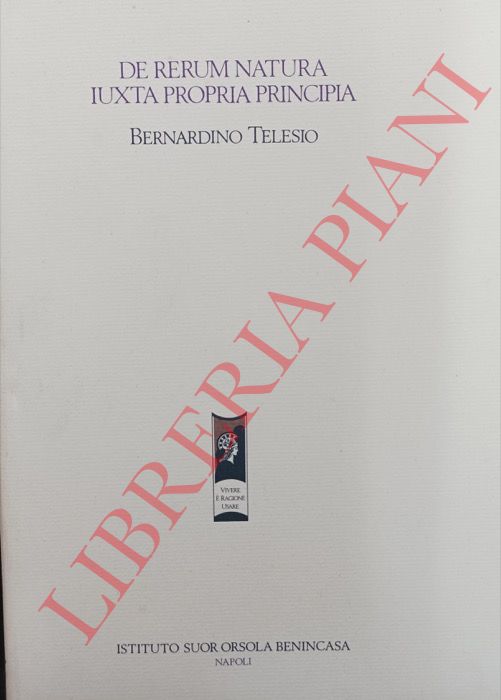 DE RERUM NATURA
IUXTA PROPRIA PRINCIPIA
BERNARDINO TELESIO
LIBRERIA PIANI
VIVERE
È RAGIONE
USARE
ISTITUTO SUOR ORSOLA BENINCASA
NAPOLI